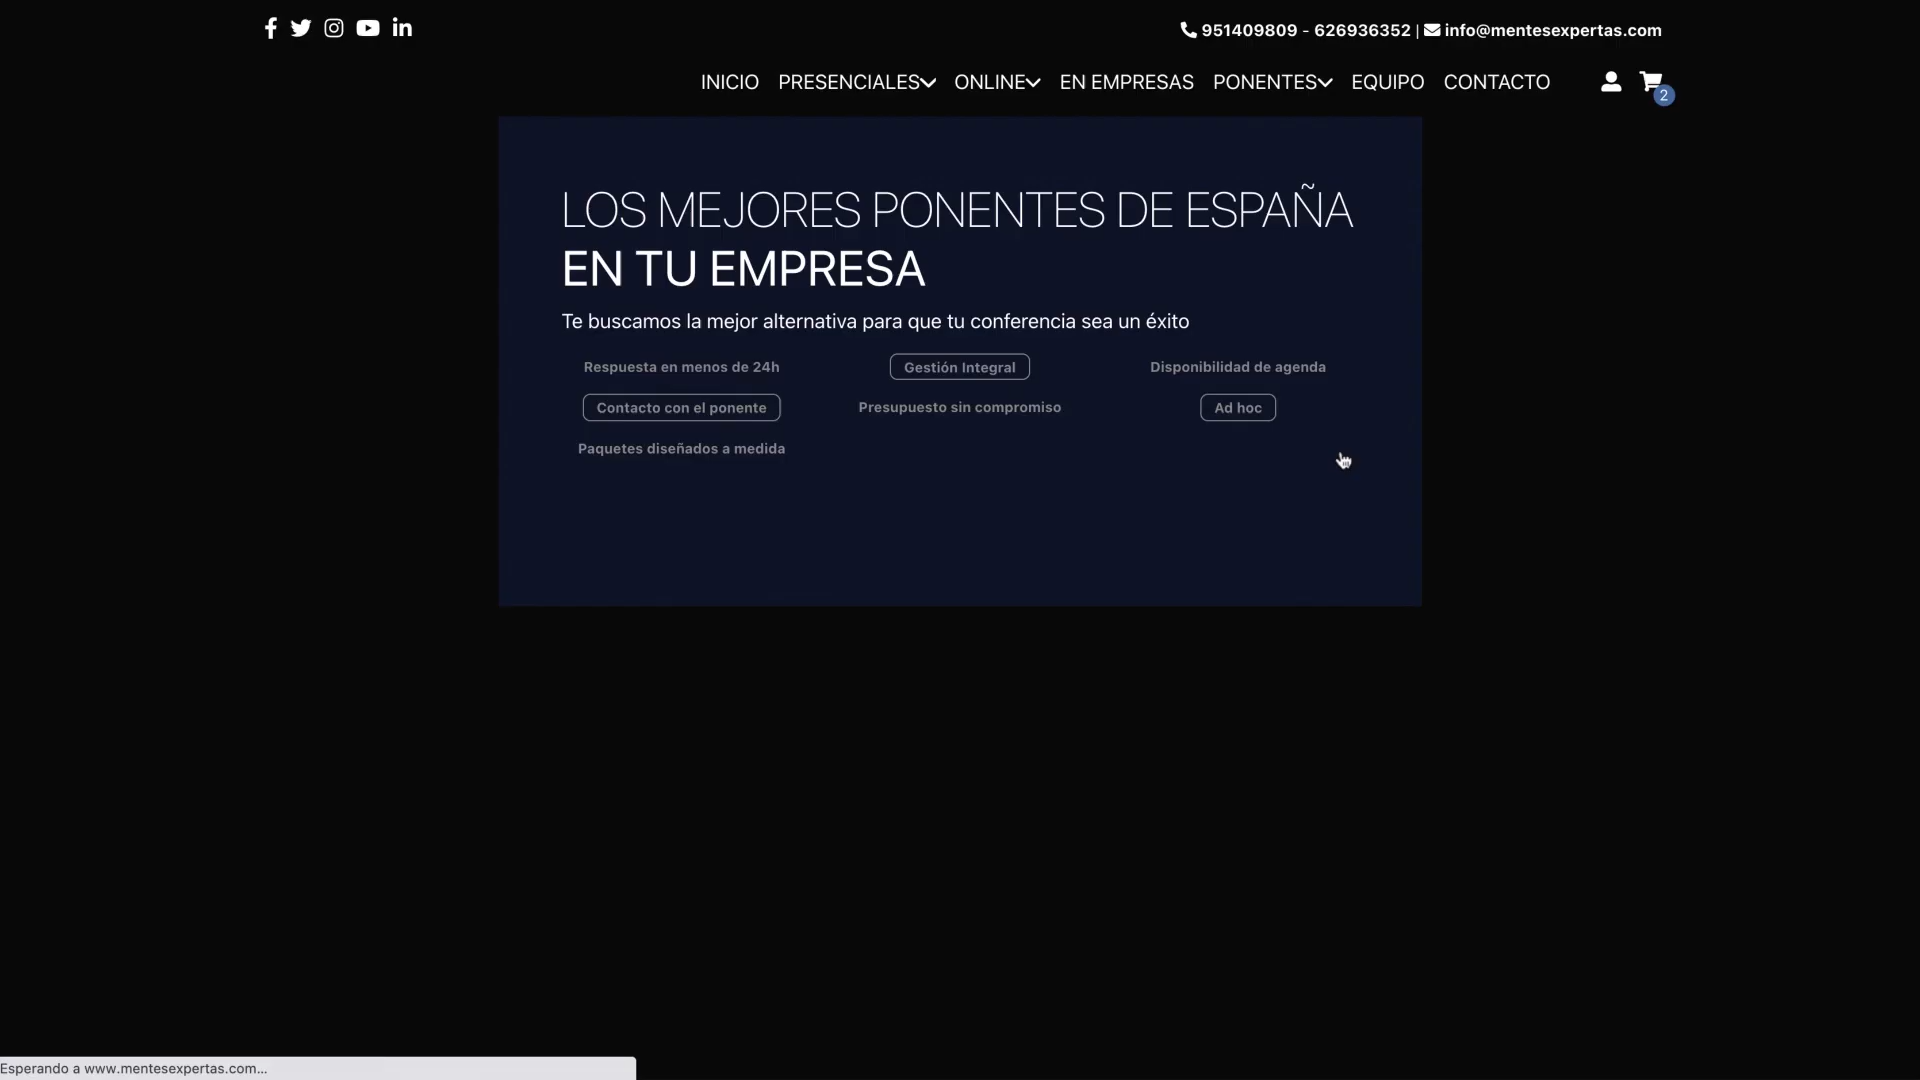 951409809 - 626936352 | info@mentesexpertas.com
INICIO PRESENCIALES ONLINE EN EMPRESAS PONENTES EQUIPO CONTACTO
2
LOS MEJORES PONENTES DE ESPAÑA
EN TU EMPRESA
Te buscamos la mejor alternativa para que tu conferencia sea un éxito
Respuesta en menos de 24h Gestión Integral Disponibilidad de agenda
Contacto con el ponente Presupuesto sin compromiso Ad hoc
Paquetes diseñados a medida
Esperando a www.mentesexpertas.com...